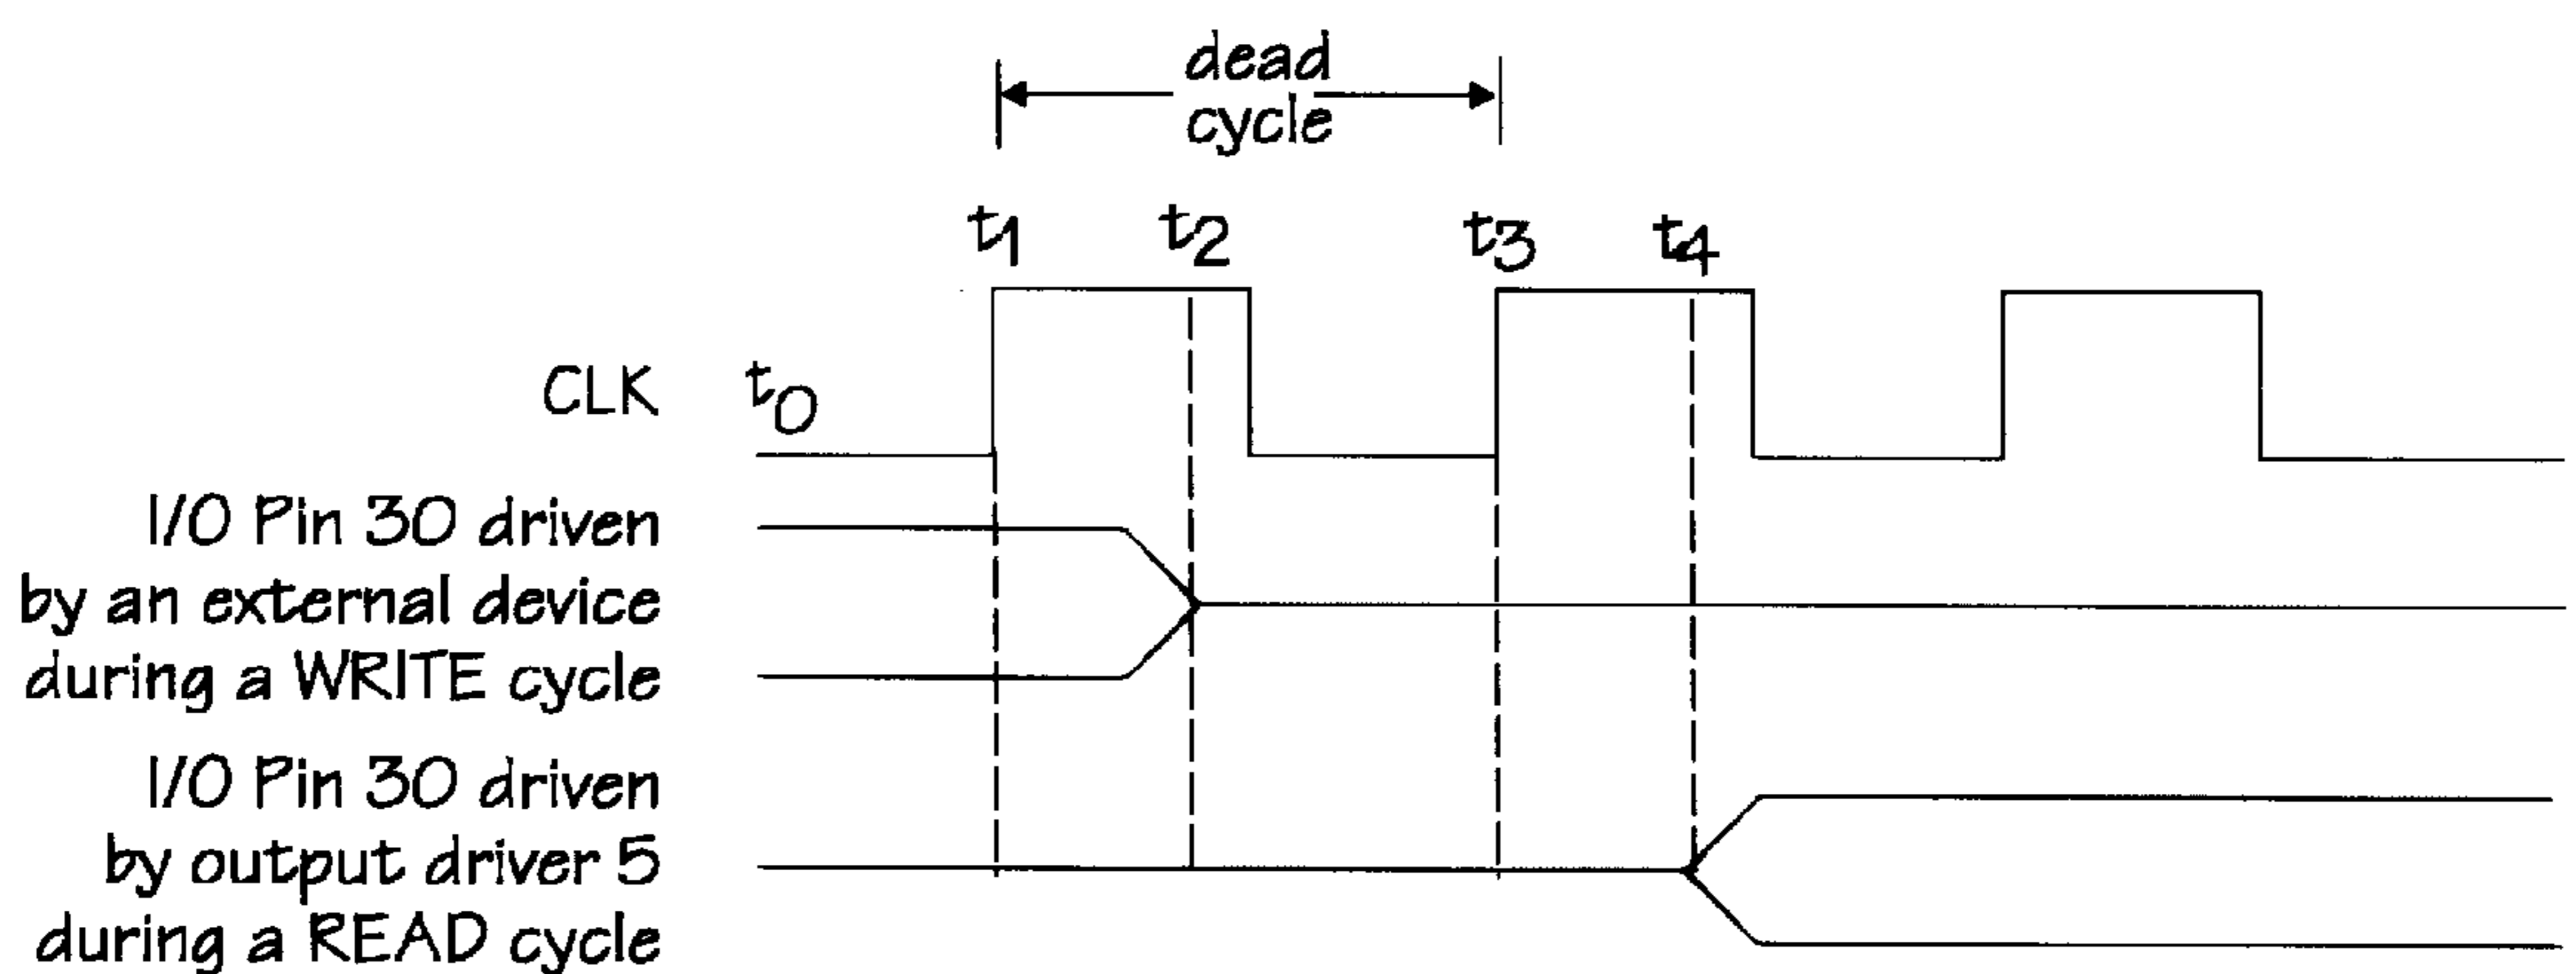 dead
cycle
t1 t2 t3 t4
CLK t0
I/O Pin 30 driven
by an external device
during a WRITE cycle
I/O Pin 30 driven
by output driver 5
during a READ cycle